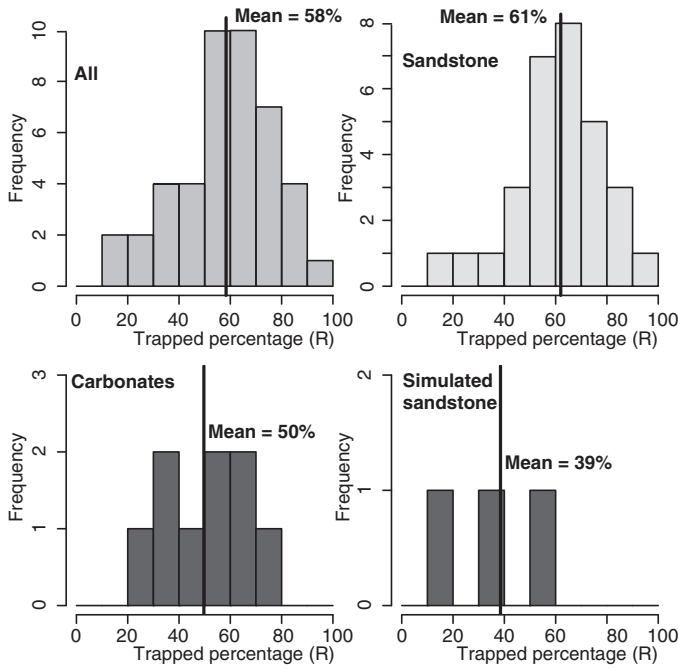 Mean = 58%
All
Frequency
0
2
4
6
8
10
0 20 40 60 80 100
Trapped percentage (R)
Mean = 61%
Sandstone
Frequency
0
2
4
6
8
0 20 40 60 80 100
Trapped percentage (R)
Carbonates
Mean = 50%
Frequency
0
1
2
3
0 20 40 60 80 100
Trapped percentage (R)
Simulated
sandstone
Mean = 39%
Frequency
0
1
2
0 20 40 60 80 100
Trapped percentage (R)